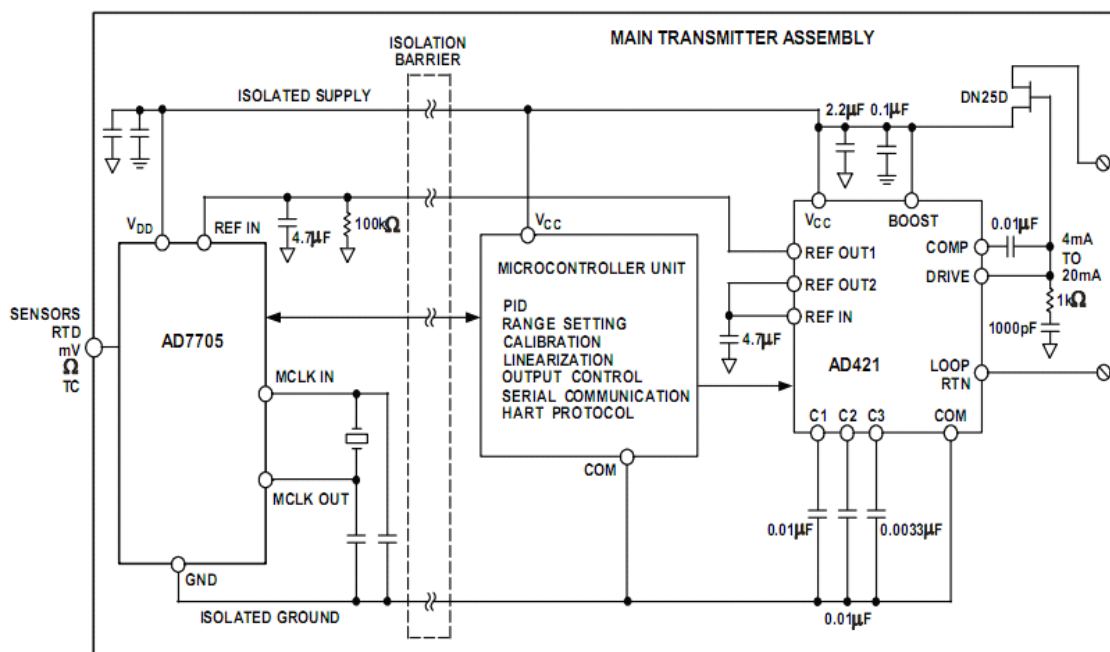 MAIN TRANSMITTER ASSEMBLY
ISOLATION
BARRIER
ISOLATED SUPPLY
DN25D
2.2μF
0.1μF
VDD
REF IN
4.7μF
100kΩ
VCC
VCC
BOOST
0.01μF
COMP
4mA
TO
20mA
REF OUT1
MICROCONTROLLER UNIT
DRIVE
REF OUT2
1kΩ
SENSORS
RTD
mV
Ω
TC
AD7705
PID
RANGE SETTING
CALIBRATION
LINEARIZATION
OUTPUT CONTROL
SERIAL COMMUNICATION
HART PROTOCOL
REF IN
1000pF
4.7μF
AD421
MCLK IN
LOOP
RTN
C1
C2
C3
COM
COM
MCLK OUT
0.01μF
0.0033μF
GND
ISOLATED GROUND
0.01μF